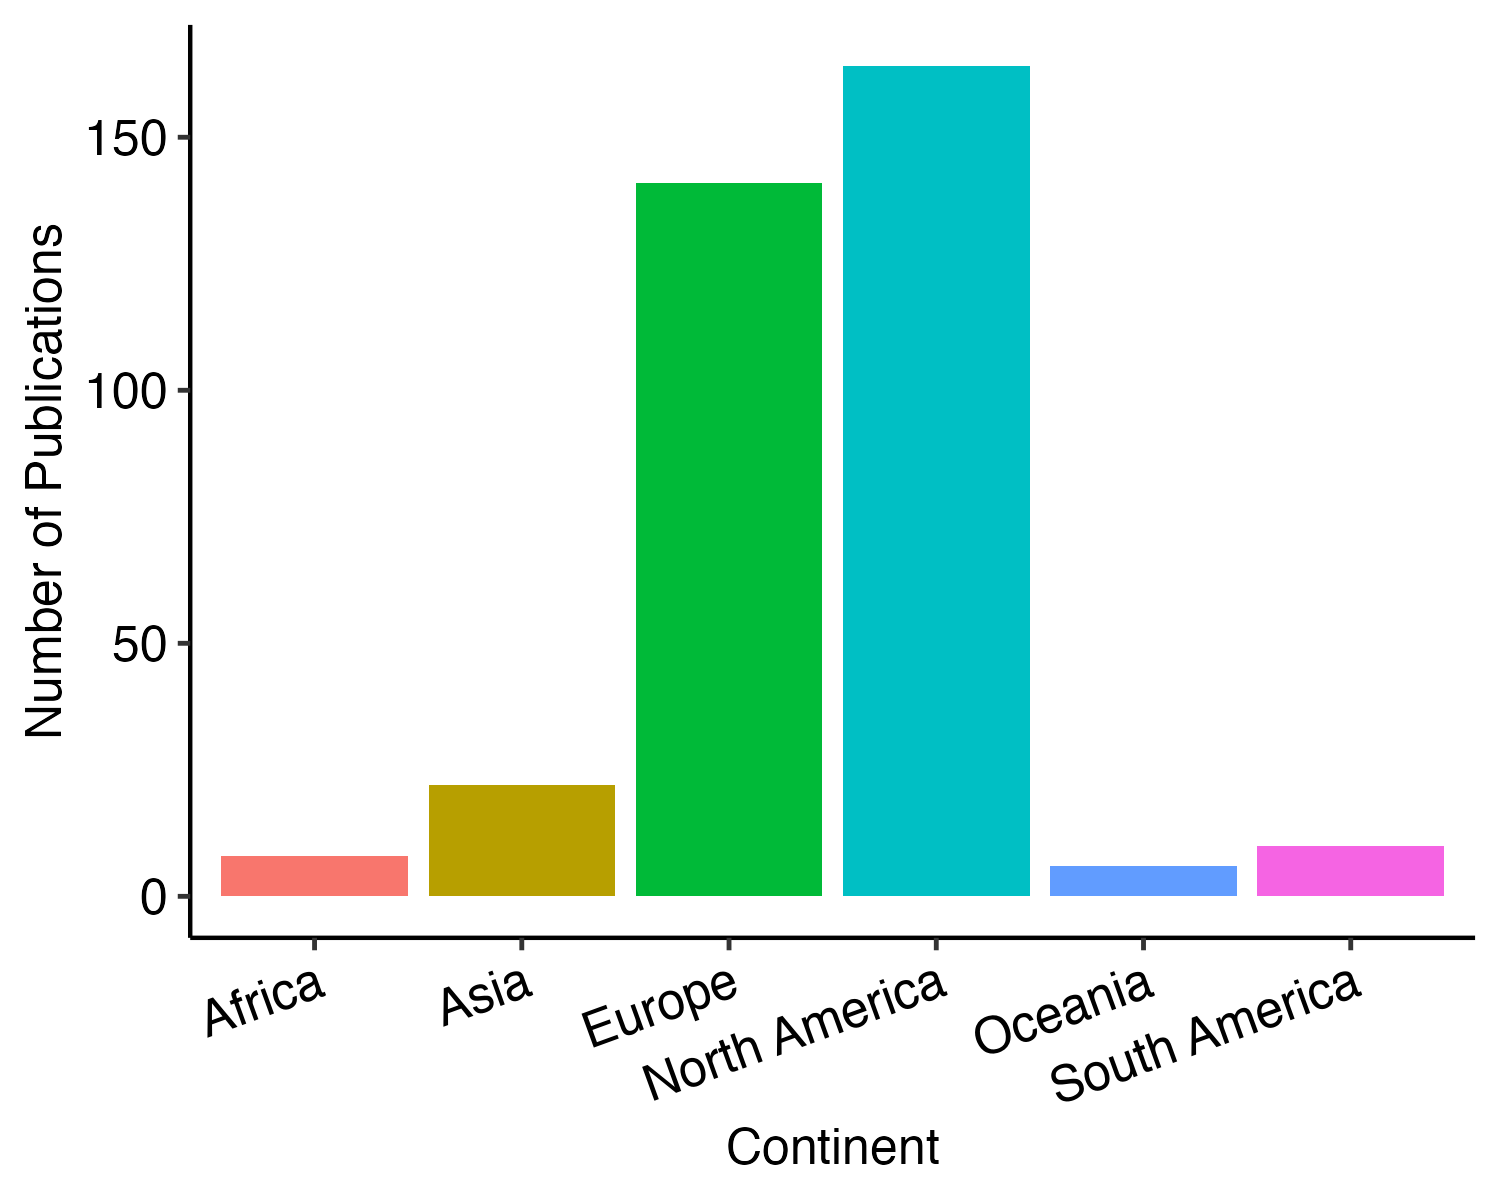 Number of Publications
150
100
50
0
Africa
Asia
Europe
North America
Oceania
South America
Continent